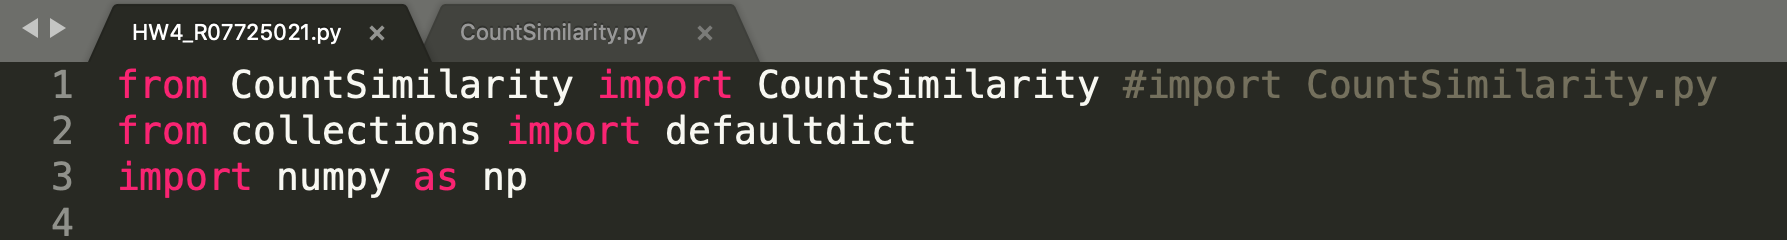 HW4_R07725021.py × CountSimilarity.py ×
1 from CountSimilarity import CountSimilarity #import CountSimilarity.py
2 from collections import defaultdict
3 import numpy as np
4